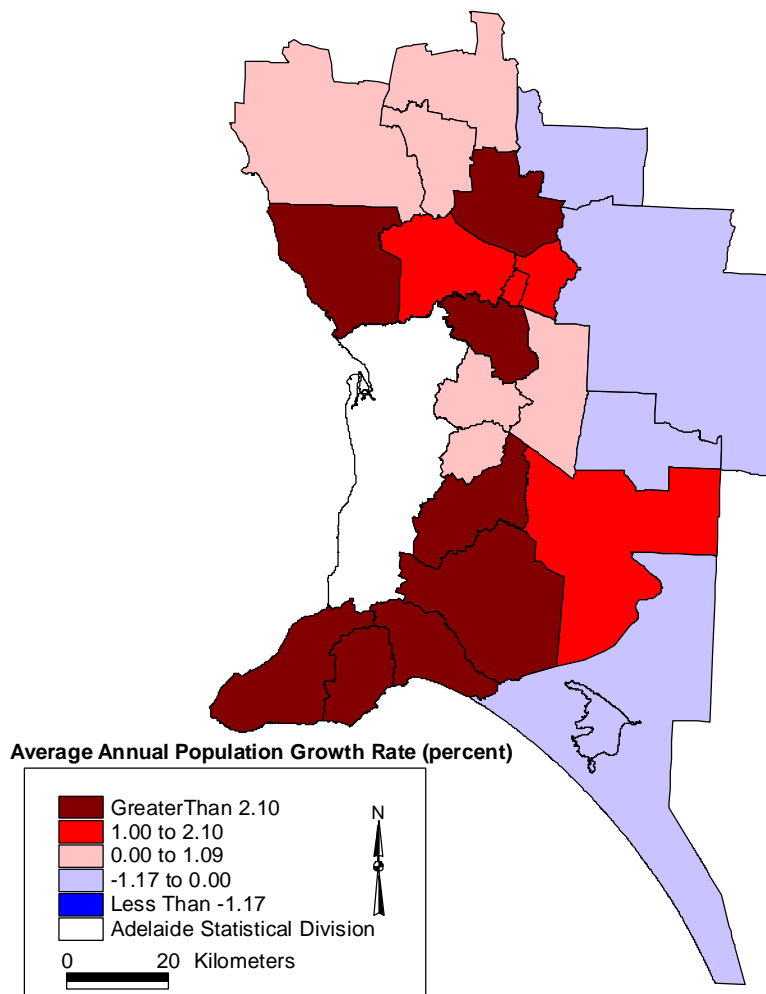 Average Annual Population Growth Rate (percent)
GreaterThan 2.10
1.00 to 2.10
0.00 to 1.09
-1.17 to 0.00
Less Than -1.17
Adelaide Statistical Division
N
0 20 Kilometers